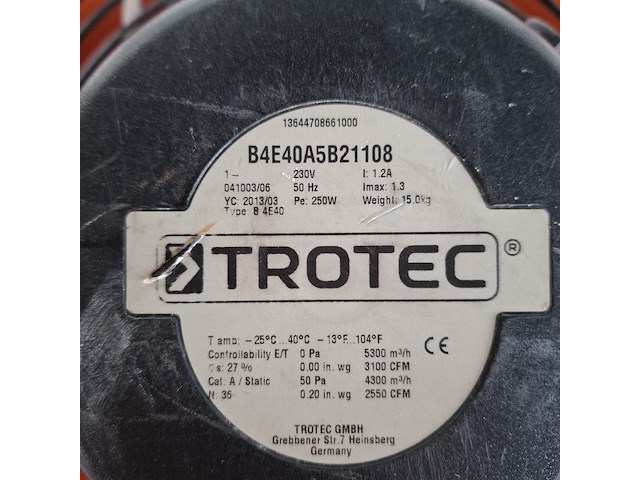 13644708661000
B4E40A5B21108
1~ 230V I: 1.2A
041003/06 50 Hz Imax: 1.3
YC: 2013/03 Pe: 250W Weight: 15.0kg
Type: B 4E40
TROTEC ®
T amb: -25°C...40°C -13°F...104°F
Controllability E/T 0 Pa 5300 m³/h
s: 27 % 0.00 in. wg 3100 CFM
Cat: A / Static 50 Pa 4300 m³/h
N: 35 0.20 in. wg 2550 CFM
CE
TROTEC GMBH
Grebbener Str.7 Heinsberg
Germany